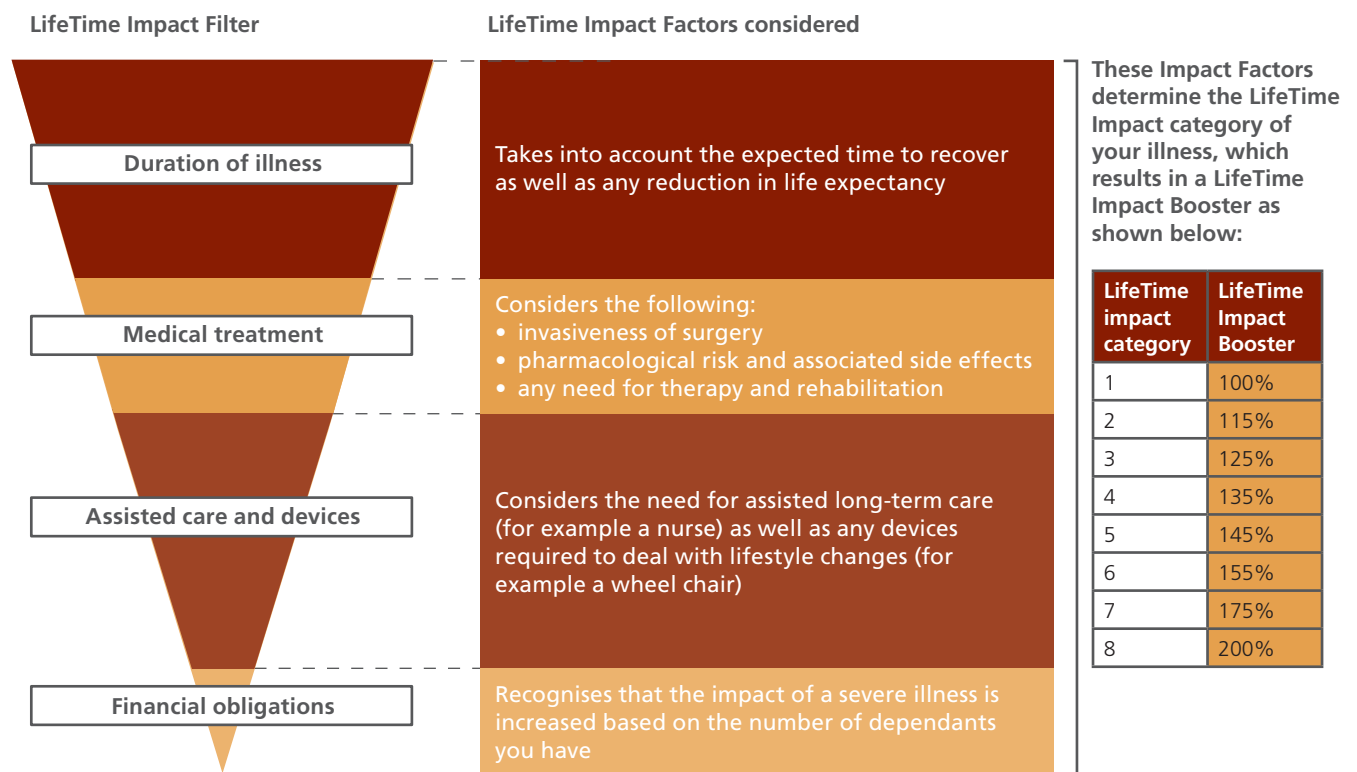 LifeTime Impact Filter
LifeTime Impact Factors considered
Duration of illness
Takes into account the expected time to recover
as well as any reduction in life expectancy
Medical treatment
Considers the following:
• invasiveness of surgery
• pharmacological risk and associated side effects
• any need for therapy and rehabilitation
Assisted care and devices
Considers the need for assisted long-term care
(for example a nurse) as well as any devices
required to deal with lifestyle changes (for
example a wheel chair)
Financial obligations
Recognises that the impact of a severe illness is
increased based on the number of dependants
you have
These Impact Factors
determine the LifeTime
Impact category of
your illness, which
results in a LifeTime
Impact Booster as
shown below:
LifeTime impact category LifeTime Impact Booster
1 100%
2 115%
3 125%
4 135%
5 145%
6 155%
7 175%
8 200%